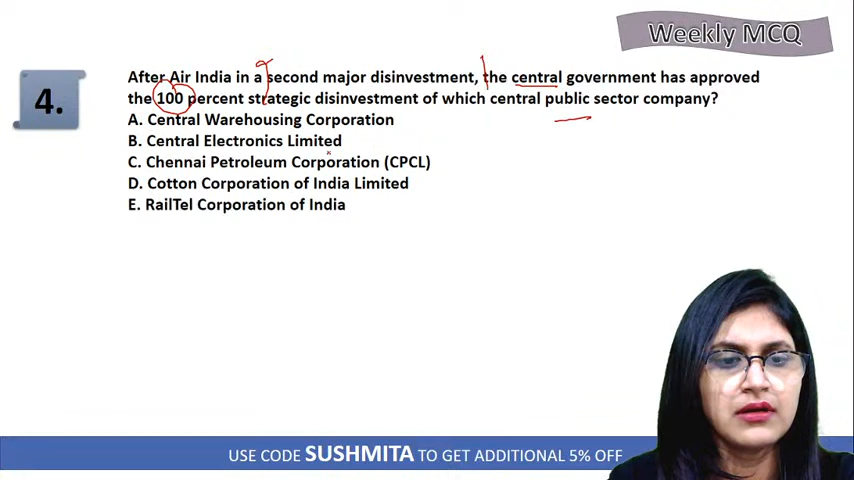 Weekly MCQ
4.
After Air India in a second major disinvestment, the central government has approved
the 100 percent strategic disinvestment of which central public sector company?
A. Central Warehousing Corporation
B. Central Electronics Limited
C. Chennai Petroleum Corporation (CPCL)
D. Cotton Corporation of India Limited
E. RailTel Corporation of India
USE CODE SUSHMITA TO GET ADDITIONAL 5% OFF